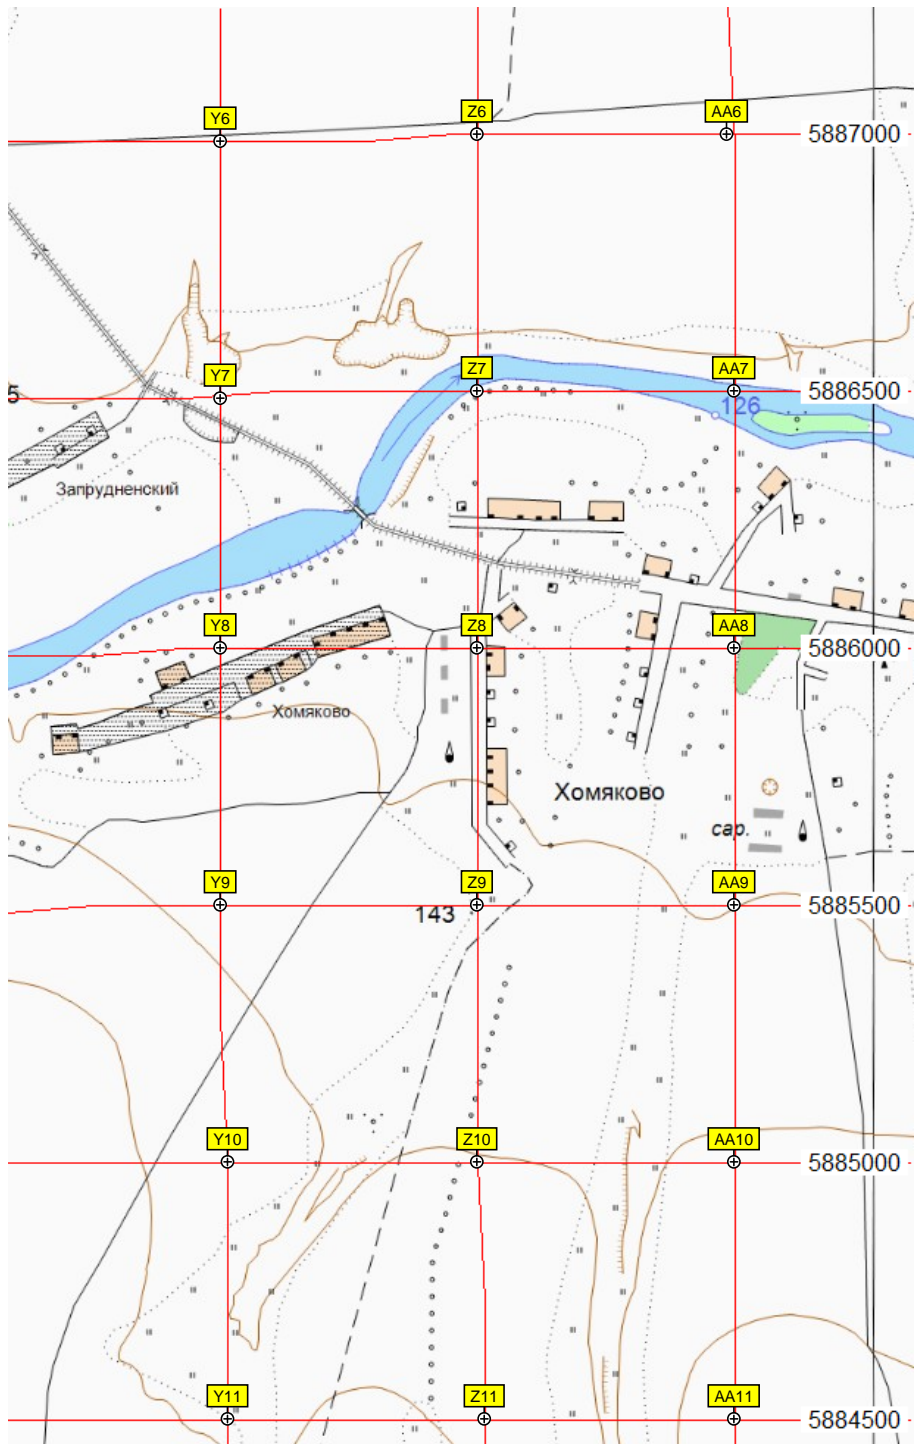 Y6 Z6 AA6
5887000
Y7 Z7 AA7
5886500
5
126
Запрудненский
Y8 Z8 AA8
5886000
Хомяково
Хомяково
сар.
Y9 Z9 AA9
5885500
143
Y10 Z10 AA10
5885000
Y11 Z11 AA11
5884500